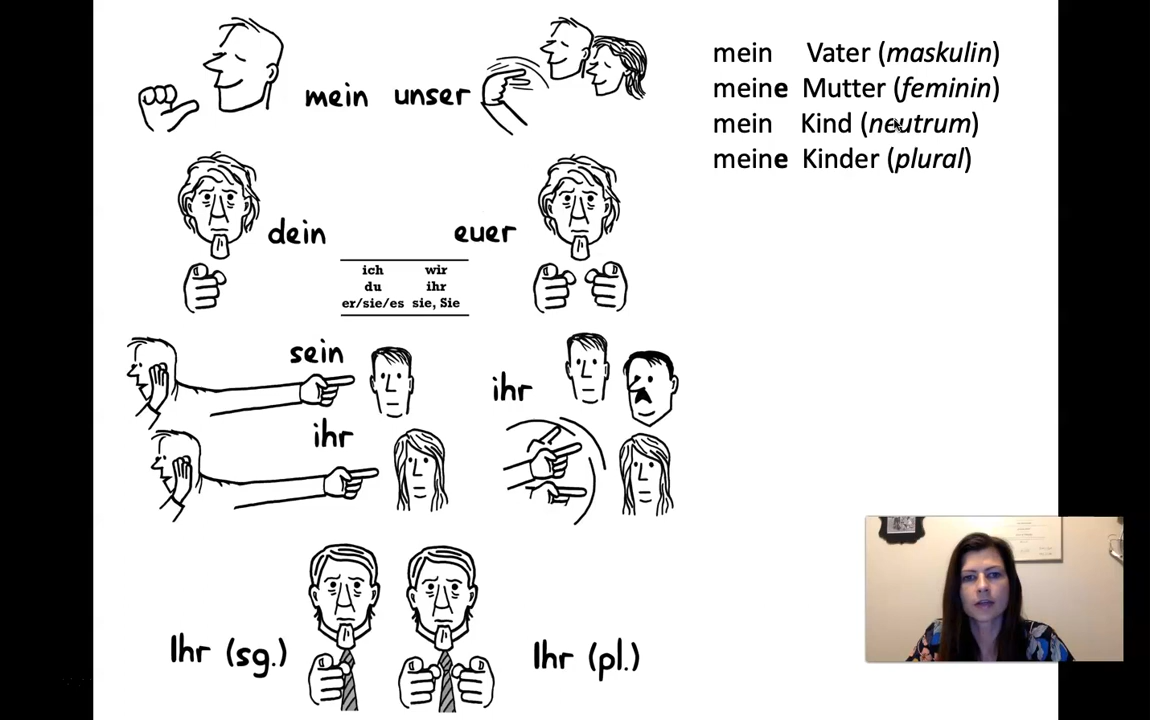 mein unser
dein euer
ich wir
du ihr
er/sie/es sie, Sie
sein
ihr
ihr
Ihr (sg.) Ihr (pl.)
mein Vater (maskulin)
meine Mutter (feminin)
mein Kind (neutrum)
meine Kinder (plural)